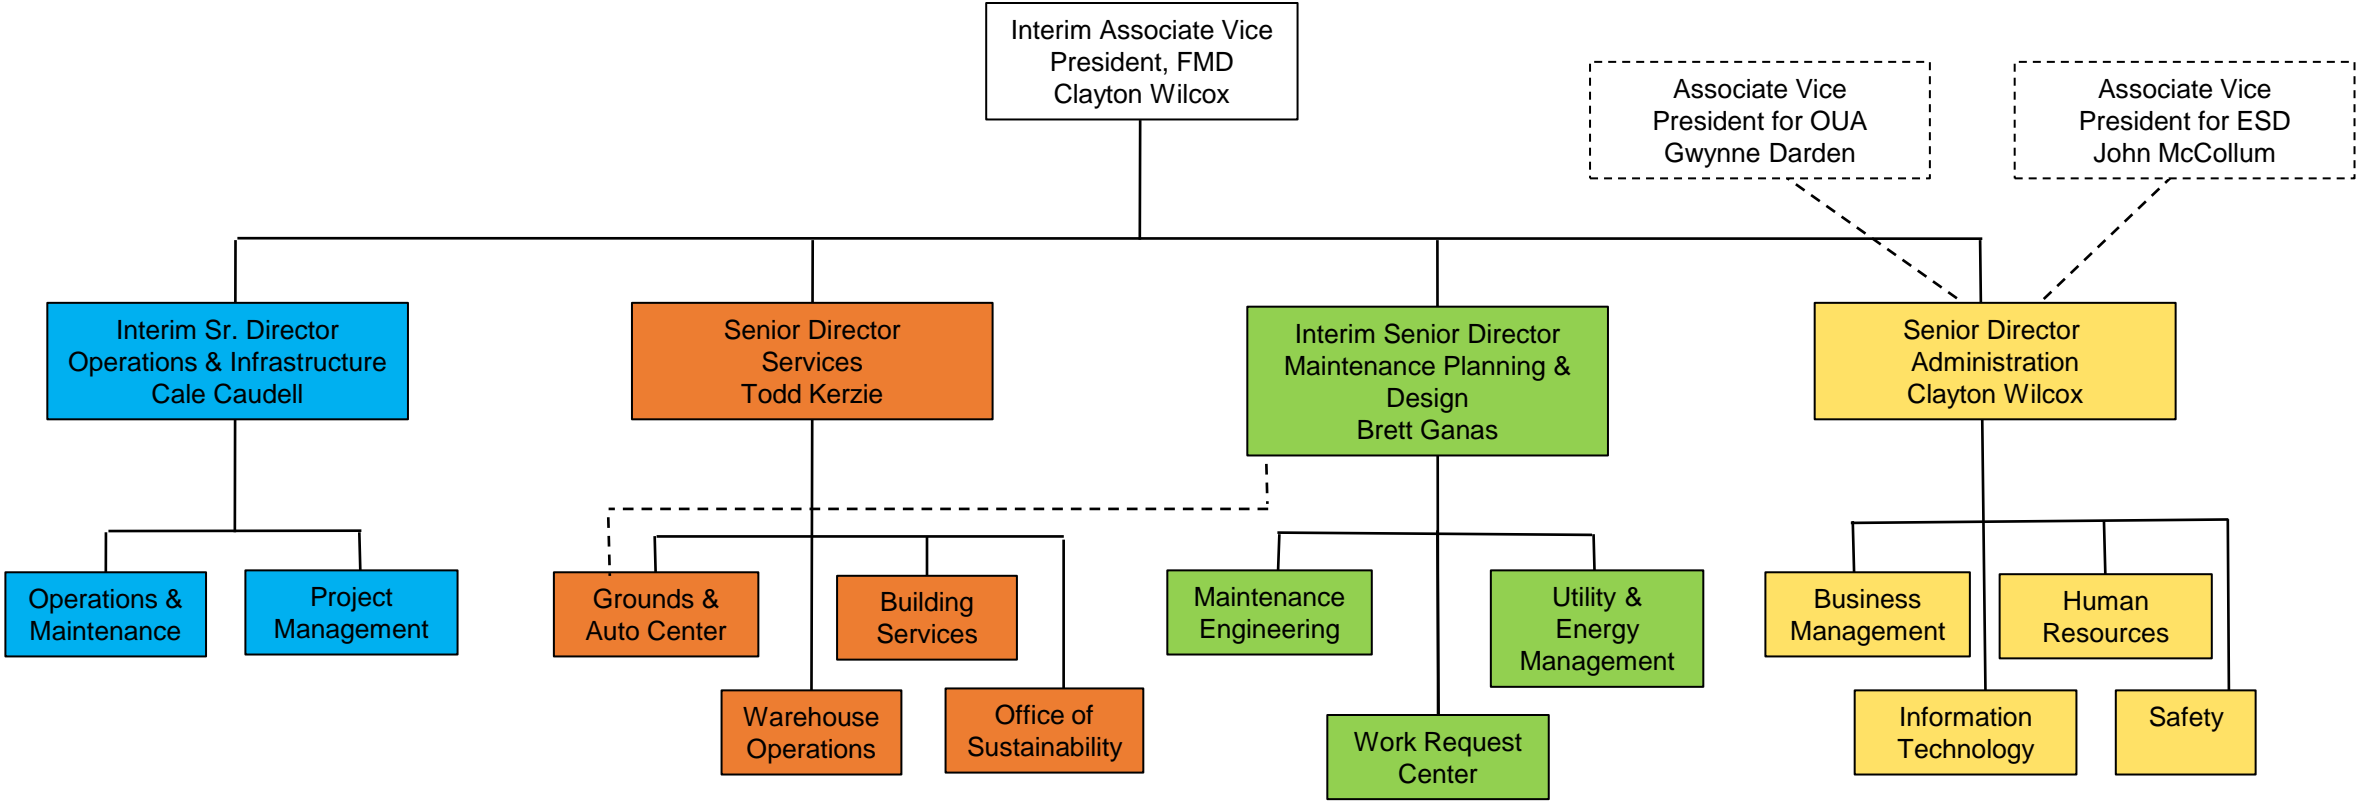 Interim Associate Vice
President, FMD
Clayton Wilcox
Associate Vice
President for OUA
Gwynne Darden
Associate Vice
President for ESD
John McCollum
Interim Sr. Director
Operations & Infrastructure
Cale Caudell
Senior Director
Services
Todd Kerzie
Interim Senior Director
Maintenance Planning &
Design
Brett Ganas
Senior Director
Administration
Clayton Wilcox
Operations &
Maintenance
Project
Management
Grounds &
Auto Center
Building
Services
Warehouse
Operations
Office of
Sustainability
Maintenance
Engineering
Utility &
Energy
Management
Work Request
Center
Business
Management
Human
Resources
Information
Technology
Safety